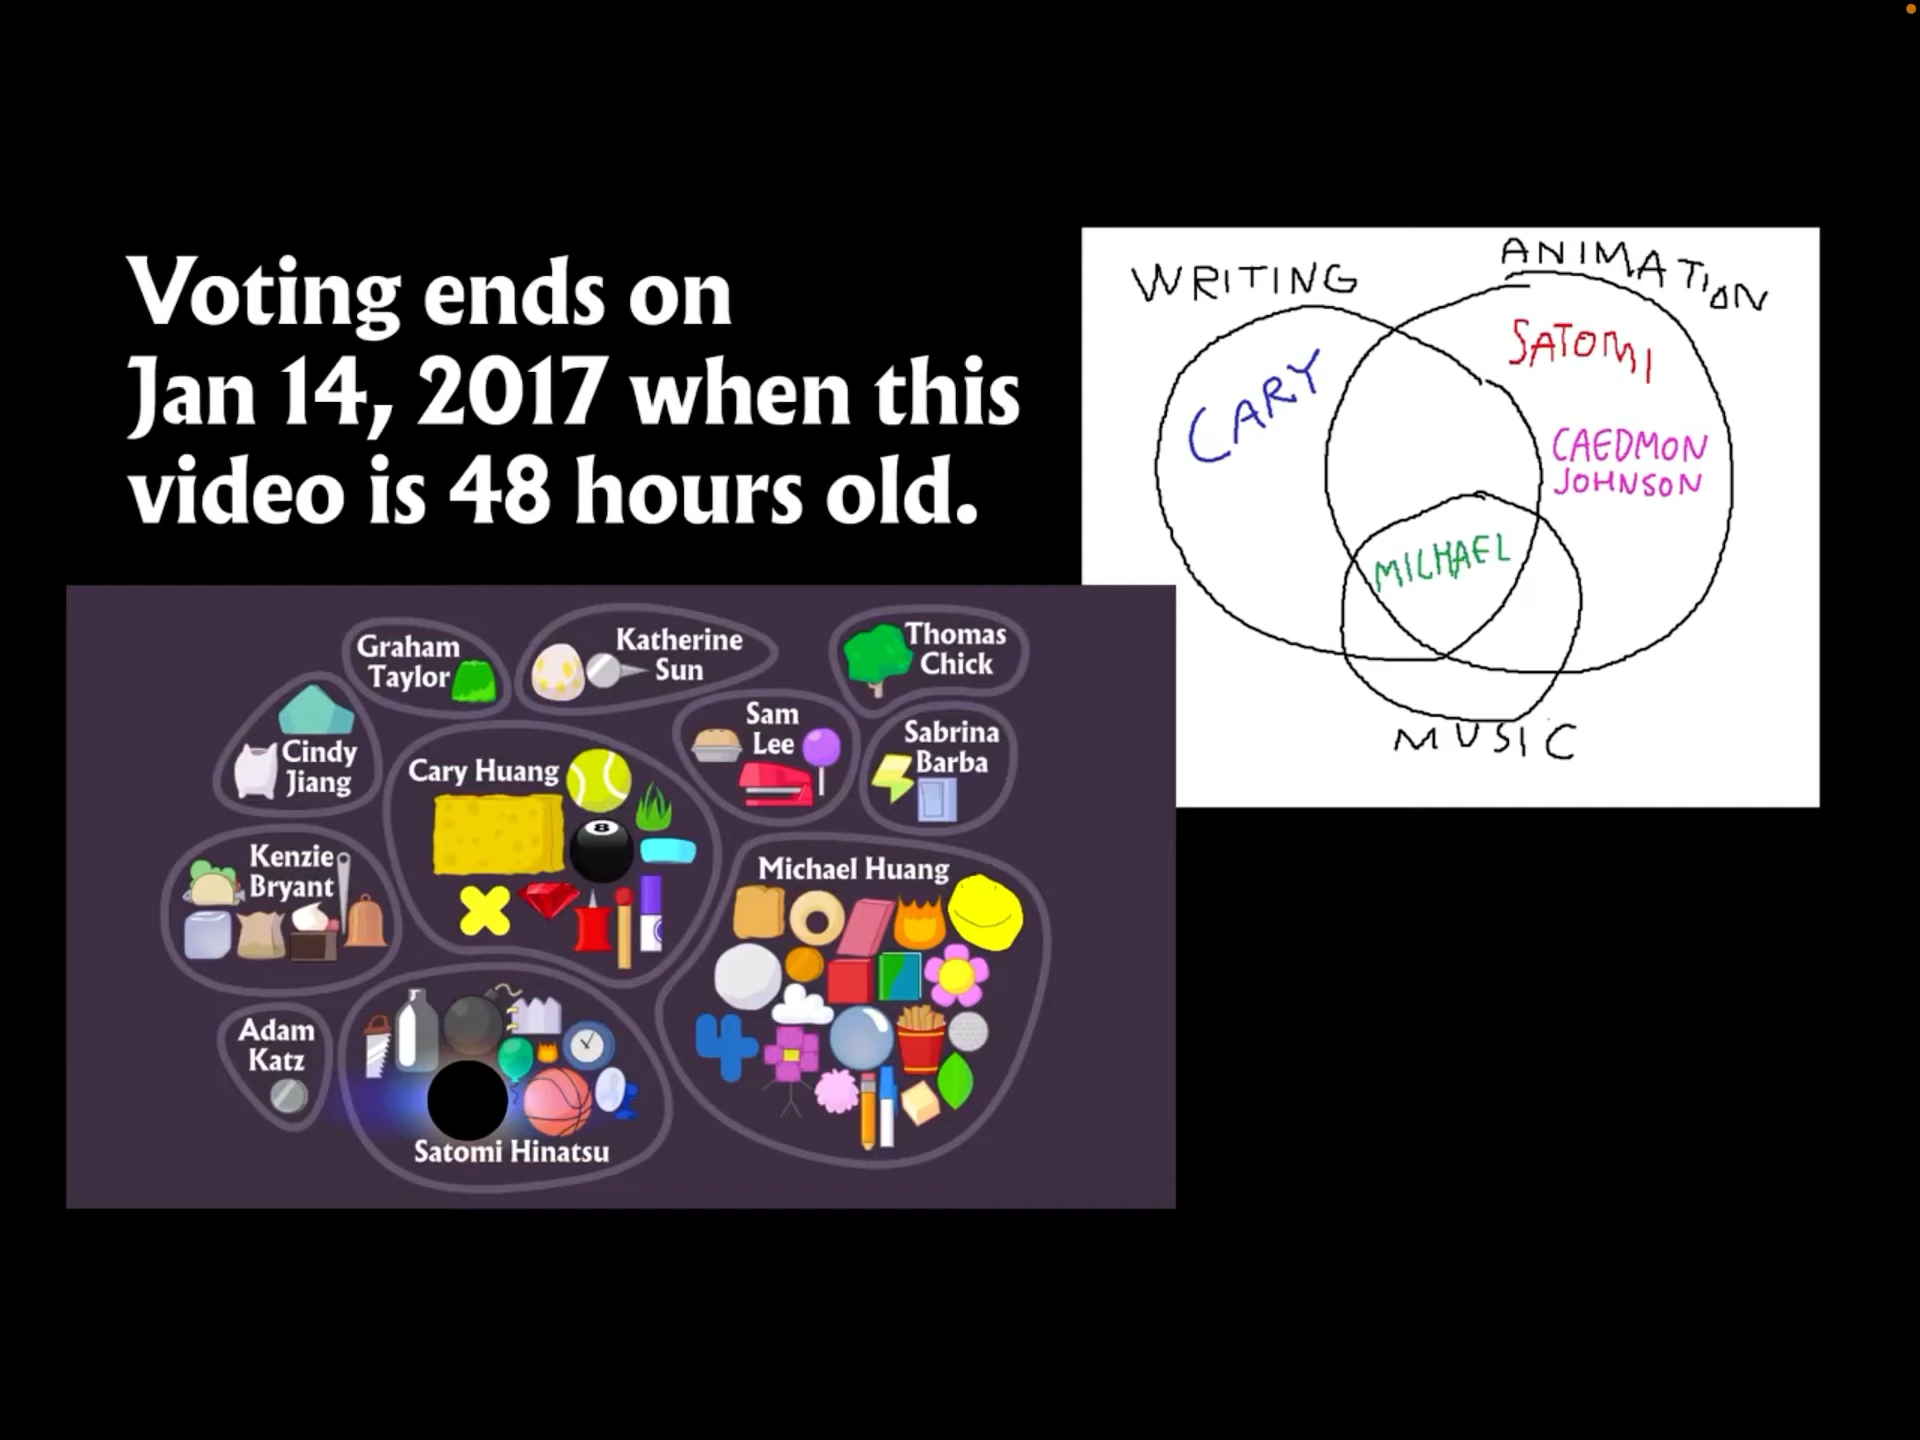 Voting ends on
Jan 14, 2017 when this
video is 48 hours old.
WRITING
ANIMATION
CARY
SATOMI
CAEDMON
JOHNSON
MICHAEL
MUSIC
Graham
Taylor
Katherine
Sun
Thomas
Chick
Cindy
Jiang
Cary Huang
8
Sam
Lee
Sabrina
Barba
Kenzie
Bryant
Michael Huang
Adam
Katz
Satomi Hinatsu